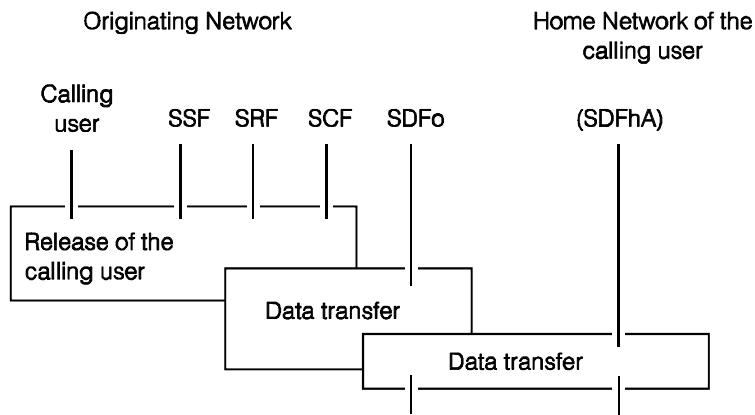 Originating Network
Home Network of the
calling user
Calling
user
SSF
SRF
SCF
SDFo
(SDFhA)
Release of the
calling user
Data transfer
Data transfer